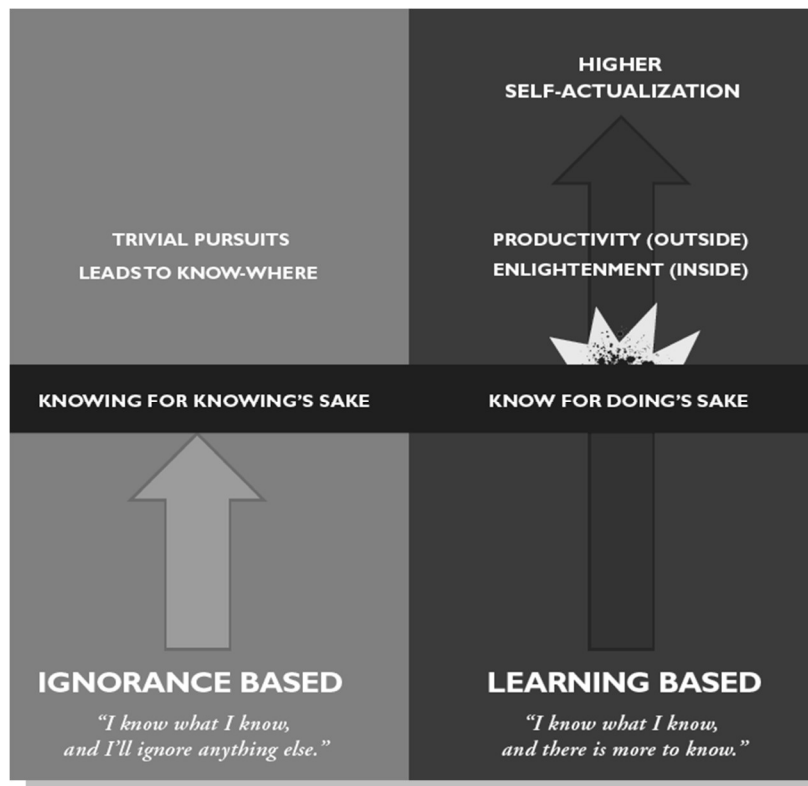 TRIVIAL PURSUITS
LEADS TO KNOW-WHERE
KNOWING FOR KNOWING’S SAKE
IGNORANCE BASED
“I know what I know,
and I’ll ignore anything else.”
HIGHER
SELF-ACTUALIZATION
PRODUCTIVITY (OUTSIDE)
ENLIGHTENMENT (INSIDE)
KNOW FOR DOING’S SAKE
LEARNING BASED
“I know what I know,
and there is more to know.”